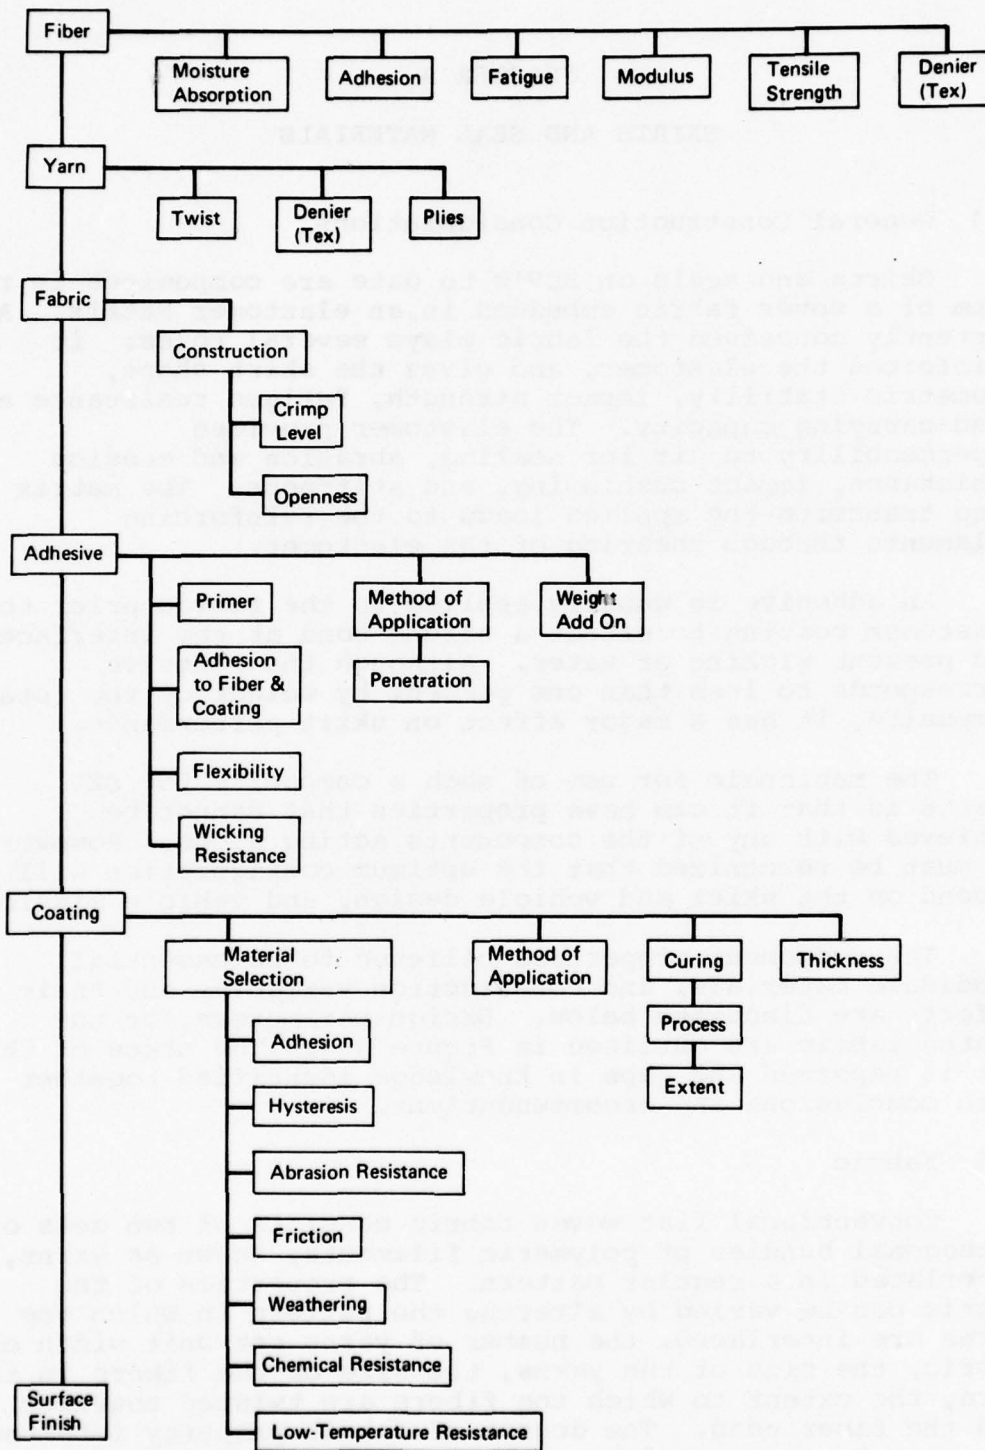 Fiber
Moisture
Absorption
Adhesion
Fatigue
Modulus
Tensile
Strength
Denier
(Tex)
Yarn
Twist
Denier
(Tex)
Plies
Fabric
Construction
Crimp
Level
Openness
Adhesive
Primer
Method of
Application
Weight
Add On
Adhesion
to Fiber &
Coating
Penetration
Flexibility
Wicking
Resistance
Coating
Material
Selection
Method of
Application
Curing
Thickness
Process
Extent
Adhesion
Hysteresis
Abrasion Resistance
Friction
Weathering
Chemical Resistance
Low-Temperature Resistance
Surface
Finish